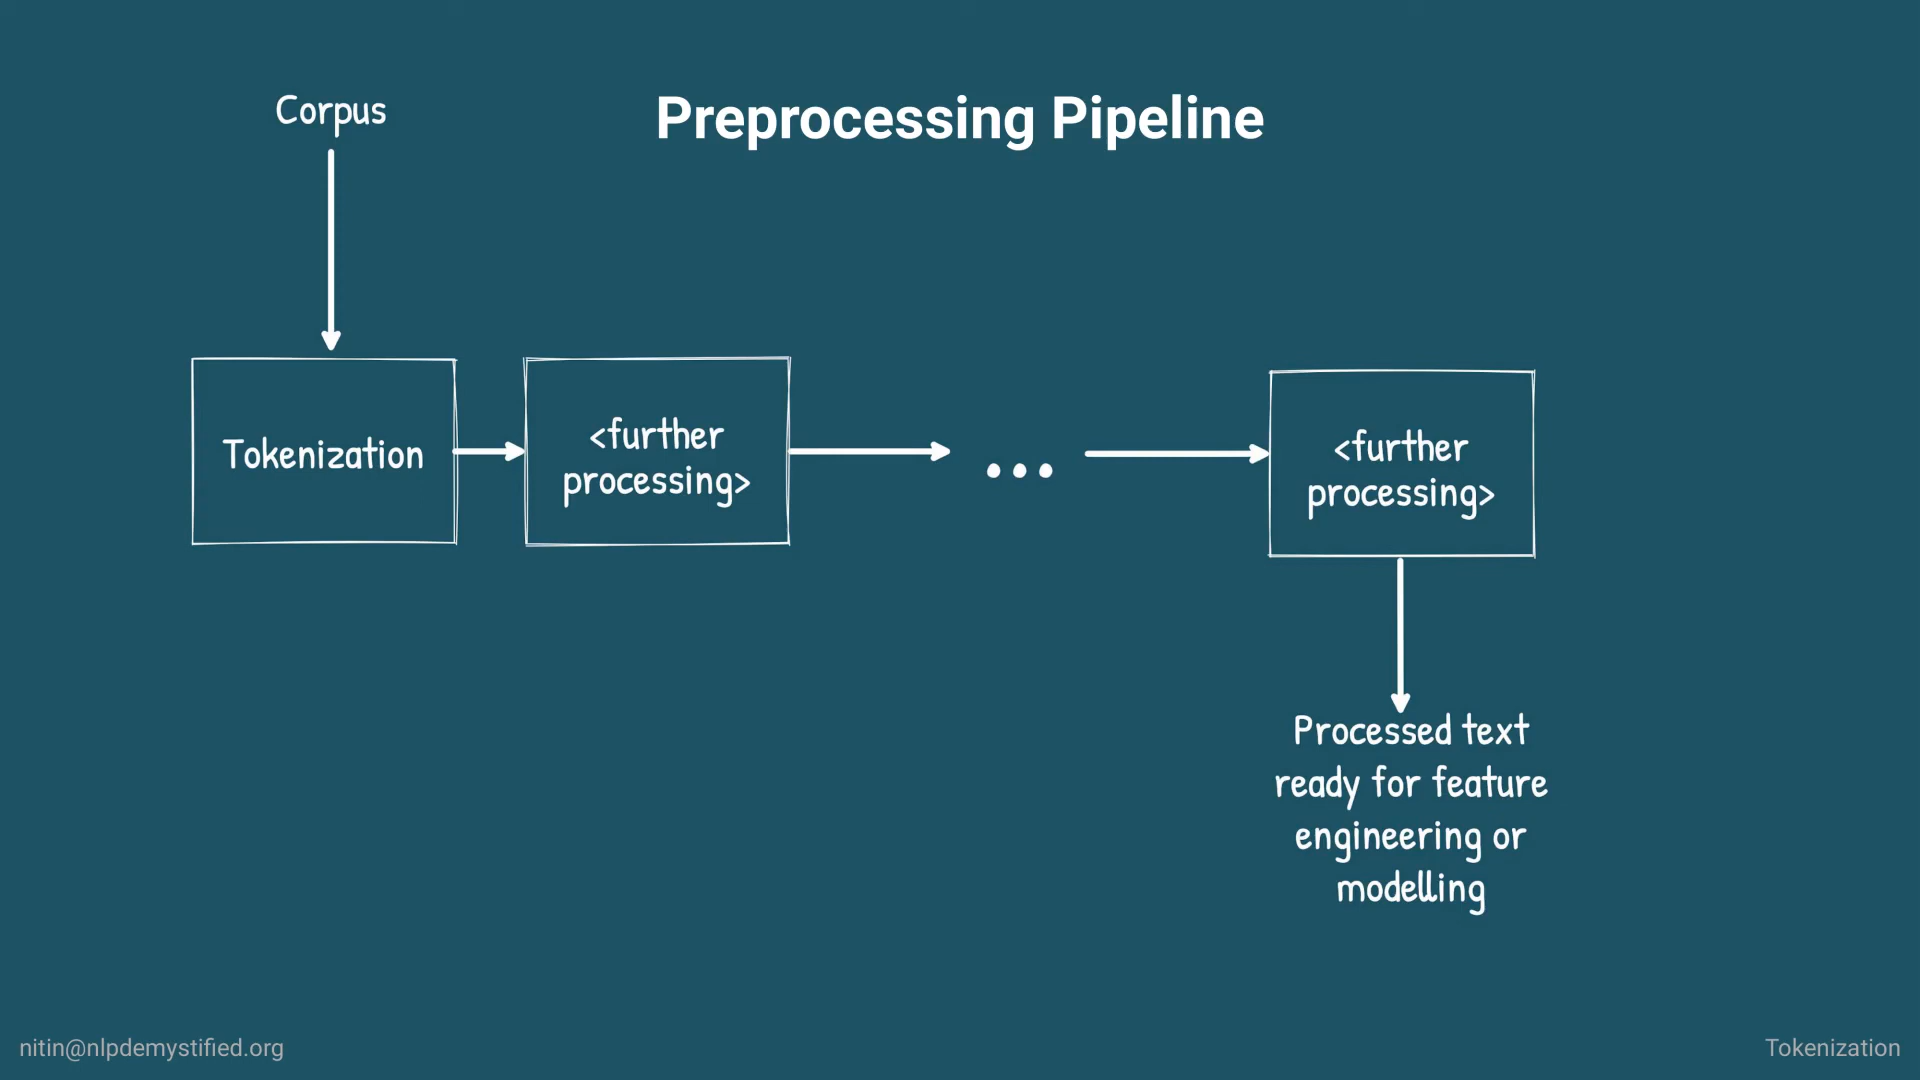 Corpus
Preprocessing Pipeline
Tokenization
<further
processing>
...
<further
processing>
Processed text
ready for feature
engineering or
modelling
nitin@nlpdemystified.org
Tokenization